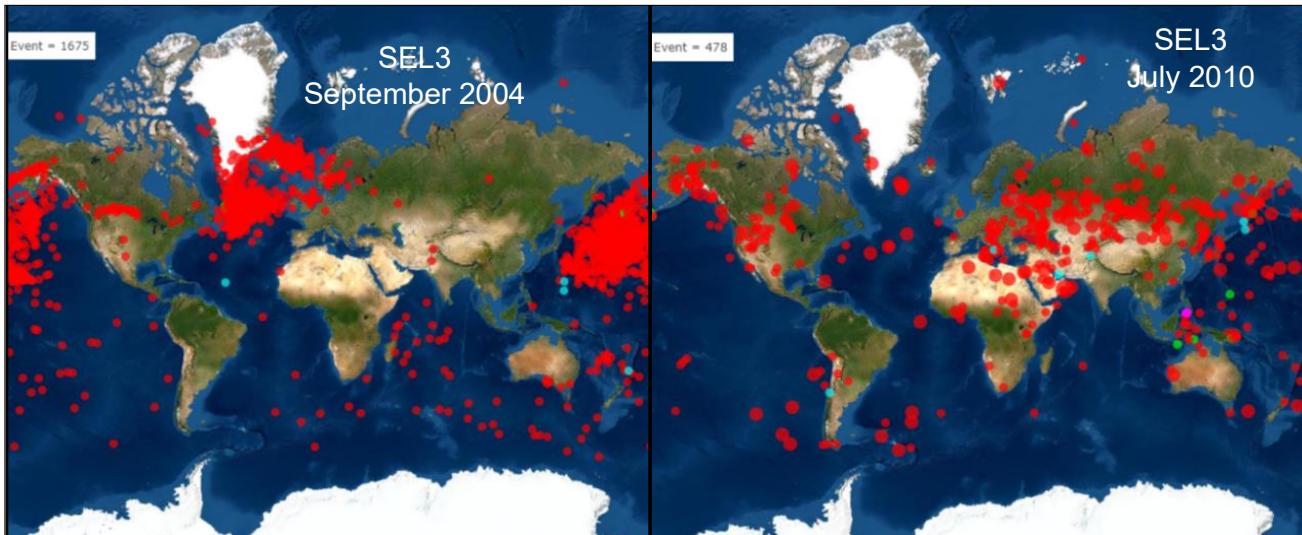 Event = 1675
SEL3
September 2004
Event = 478
SEL3
July 2010